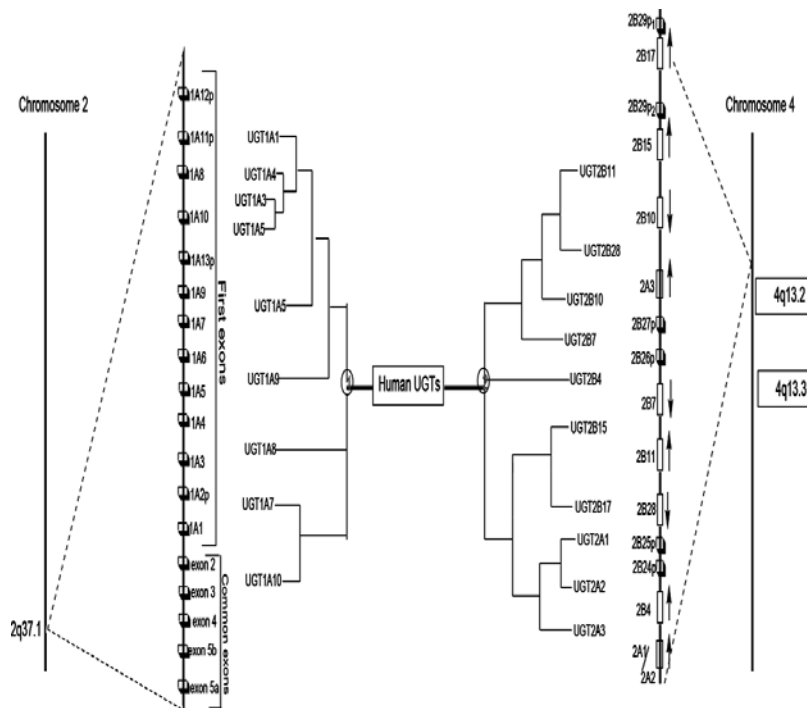 Chromosome 2
2q37.1
1A12p
1A11p
1A8
1A10
1A13p
1A9
1A7
1A6
1A5
1A4
1A3
1A2p
1A1
exon 2
exon 3
exon 4
exon 5b
exon 5a
First exons
Common exons
UGT1A1
UGT1A4
UGT1A3
UGT1A5
UGT1A5
UGT1A9
UGT1A8
UGT1A7
UGT1A10
1
Human UGTs
UGT2B11
UGT2B28
UGT2B10
UGT2B7
UGT2B4
UGT2B15
UGT2B17
UGT2A1
UGT2A2
UGT2A3
2B29p1
2B17
2B29p2
2B15
2B10
2A3
2B27p
2B26p
2B7
2B11
2B28
2B25p
2B24p
2B4
2A1/
2A2
Chromosome 4
4q13.2
4q13.3